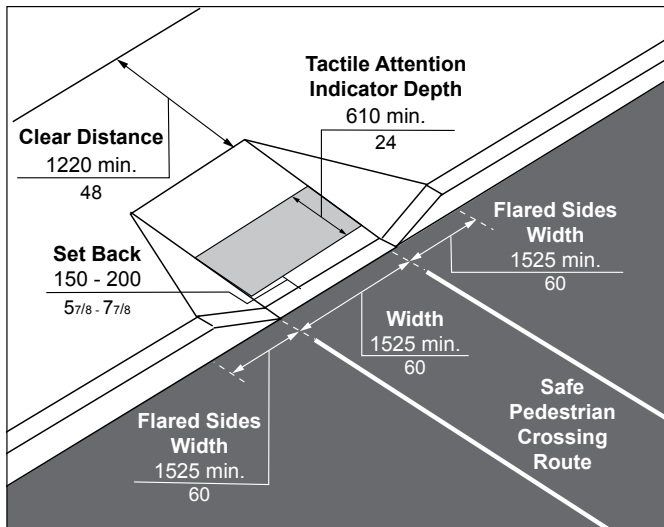 Tactile Attention
Indicator Depth
610 min.
24
Clear Distance
1220 min.
48
Flared Sides
Width
1525 min.
60
Set Back
150 - 200
5 7/8 - 7 7/8
Width
1525 min.
60
Safe
Pedestrian
Crossing
Route
Flared Sides
Width
1525 min.
60